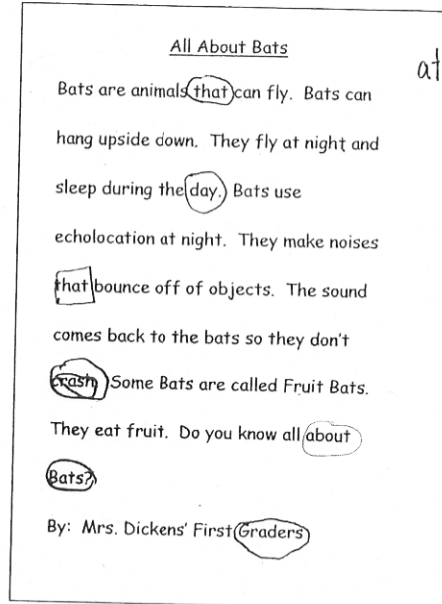 All About Bats
at
Bats are animals that can fly. Bats can
hang upside down. They fly at night and
sleep during the day. Bats use
echolocation at night. They make noises
that bounce off of objects. The sound
comes back to the bats so they don't
crash. Some Bats are called Fruit Bats.
They eat fruit. Do you know all about
Bats?
By: Mrs. Dickens' First Graders